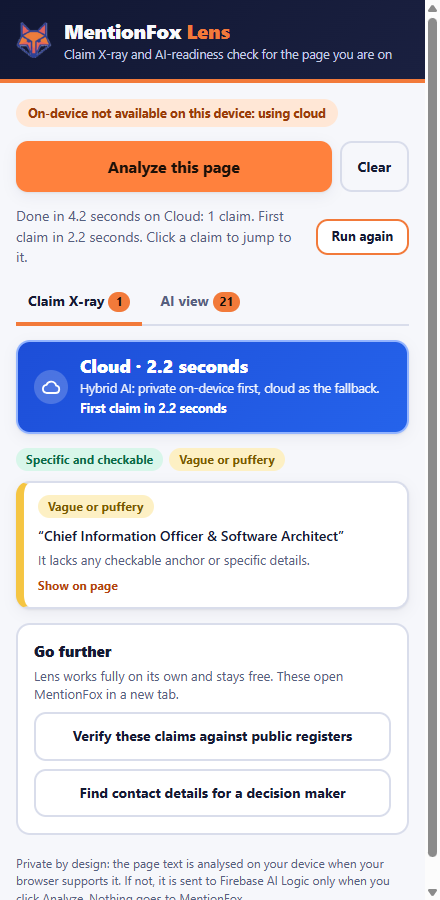 MentionFox Lens
Claim X-ray and AI-readiness check for the page you are on
On-device not available on this device: using cloud
Analyze this page
Clear
Done in 4.2 seconds on Cloud: 1 claim. First
claim in 2.2 seconds. Click a claim to jump to
it.
Run again
Claim X-ray 1
AI view 21
Cloud · 2.2 seconds
Hybrid AI: private on-device first, cloud as the fallback.
First claim in 2.2 seconds
Specific and checkable
Vague or puffery
Vague or puffery
“Chief Information Officer & Software Architect”
It lacks any checkable anchor or specific details.
Show on page
Go further
Lens works fully on its own and stays free. These open
MentionFox in a new tab.
Verify these claims against public registers
Find contact details for a decision maker
Private by design: the page text is analysed on your device when your
browser supports it. If not, it is sent to Firebase AI Logic only when you
click Analyze. Nothing goes to MentionFox.